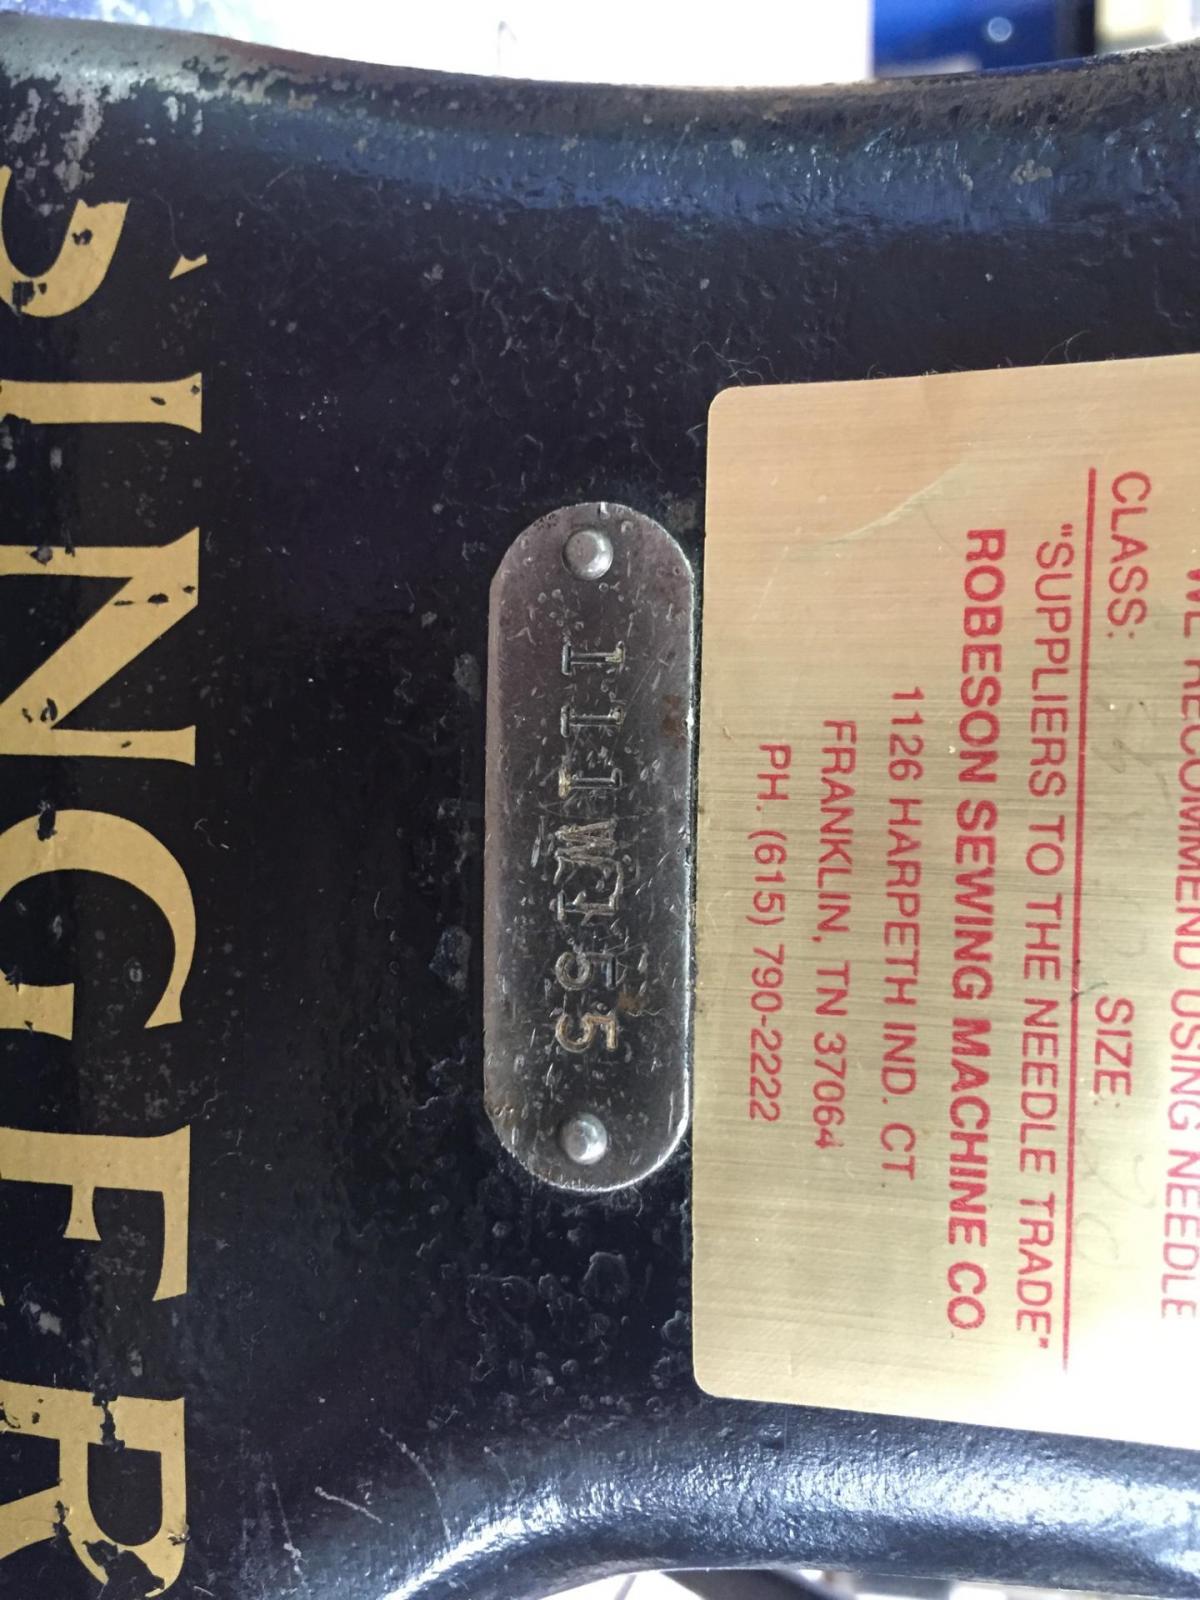 WE RECOMMEND USING NEEDLE
CLASS: SIZE:
"SUPPLIERS TO THE NEEDLE TRADE"
ROBESON SEWING MACHINE CO.
1126 HARPETH IND. CT
FRANKLIN, TN 37064
PH. (615) 790-2222
111W155
SINGER